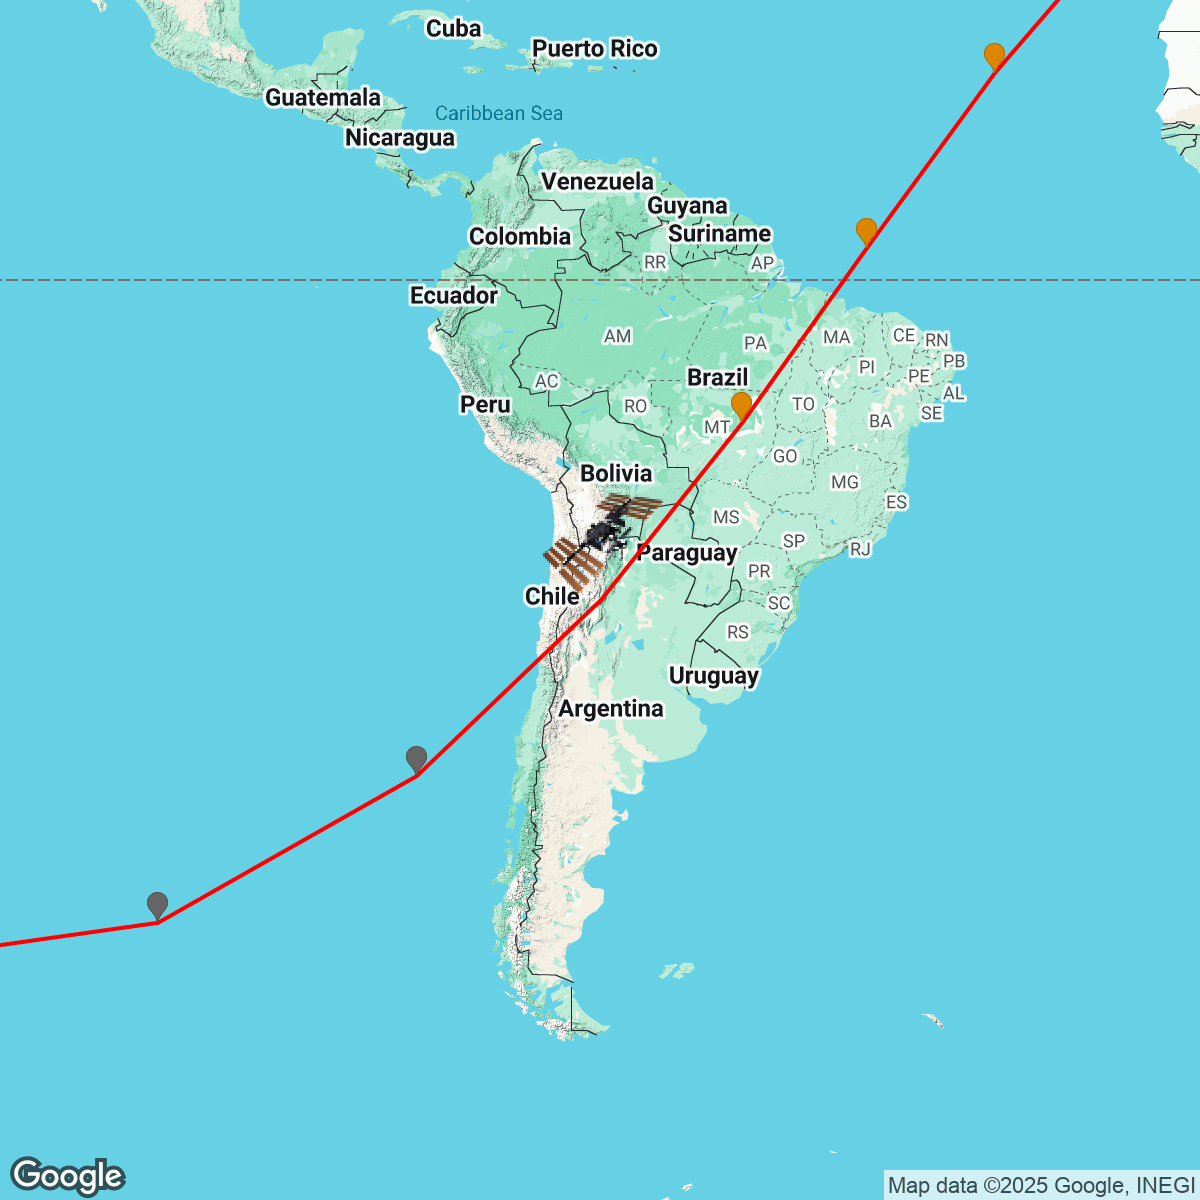 Cuba
Puerto Rico
Guatemala
Caribbean Sea
Nicaragua
Venezuela
Guyana
Colombia
Suriname
RR
AP
Ecuador
AM
PA
MA
CE
RN
PI
PB
Brazil
PE
AC
AL
Peru
RO
TO
SE
MT
BA
GO
Bolivia
MG
ES
MS
SP
RJ
Paraguay
PR
Chile
SC
RS
Uruguay
Argentina
Google
Map data ©2025 Google, INEGI